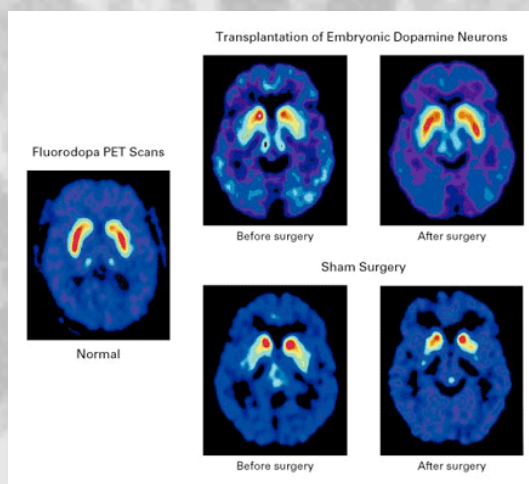 Transplantation of Embryonic Dopamine Neurons
Fluorodopa PET Scans
Before surgery
After surgery
Sham Surgery
Normal
Before surgery
After surgery